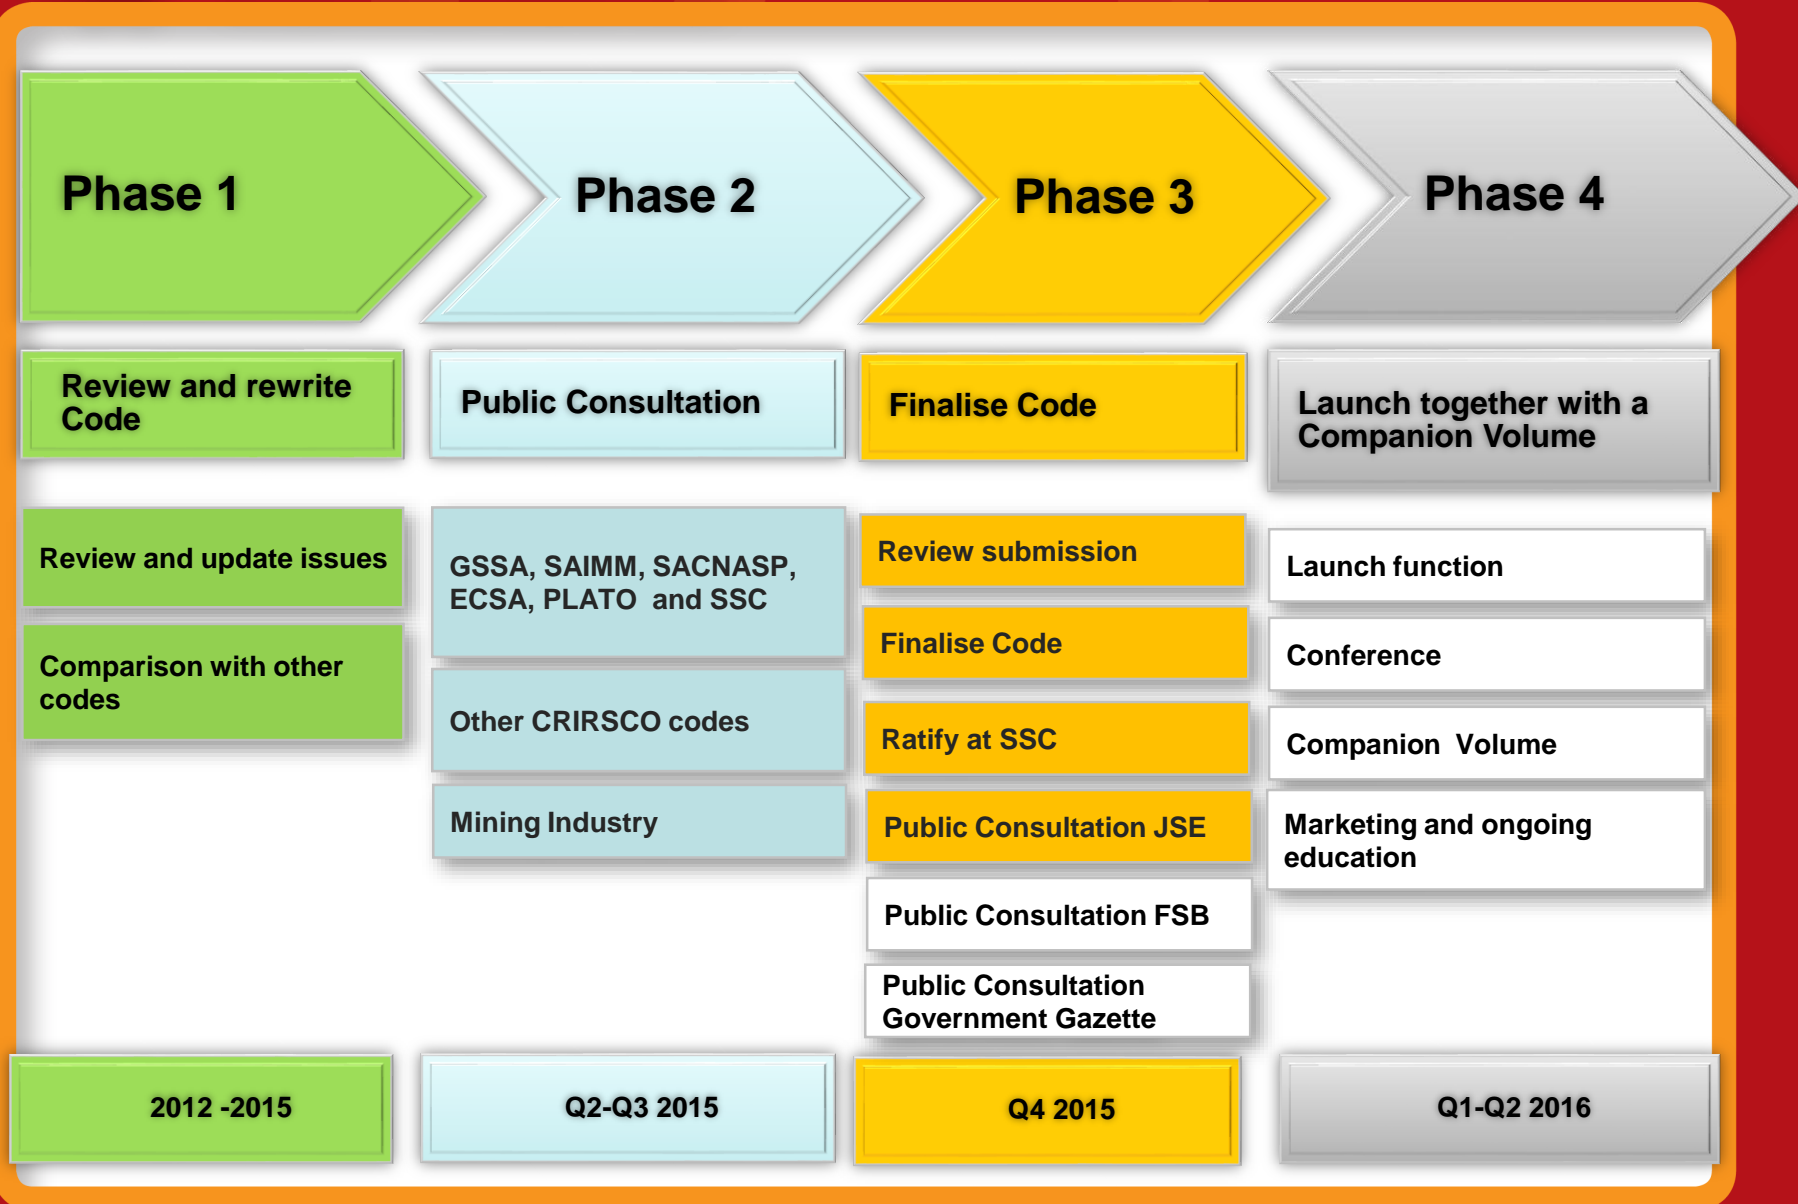 Phase 1
Phase 2
Phase 3
Phase 4
Review and rewrite
Code
Public Consultation
Finalise Code
Launch together with a
Companion Volume
Review and update issues
Comparison with other
codes
GSSA, SAIMM, SACNASP,
ECSA, PLATO and SSC
Other CRIRSCO codes
Mining Industry
Review submission
Finalise Code
Ratify at SSC
Public Consultation JSE
Public Consultation FSB
Public Consultation
Government Gazette
Launch function
Conference
Companion Volume
Marketing and ongoing
education
2012 -2015
Q2-Q3 2015
Q4 2015
Q1-Q2 2016